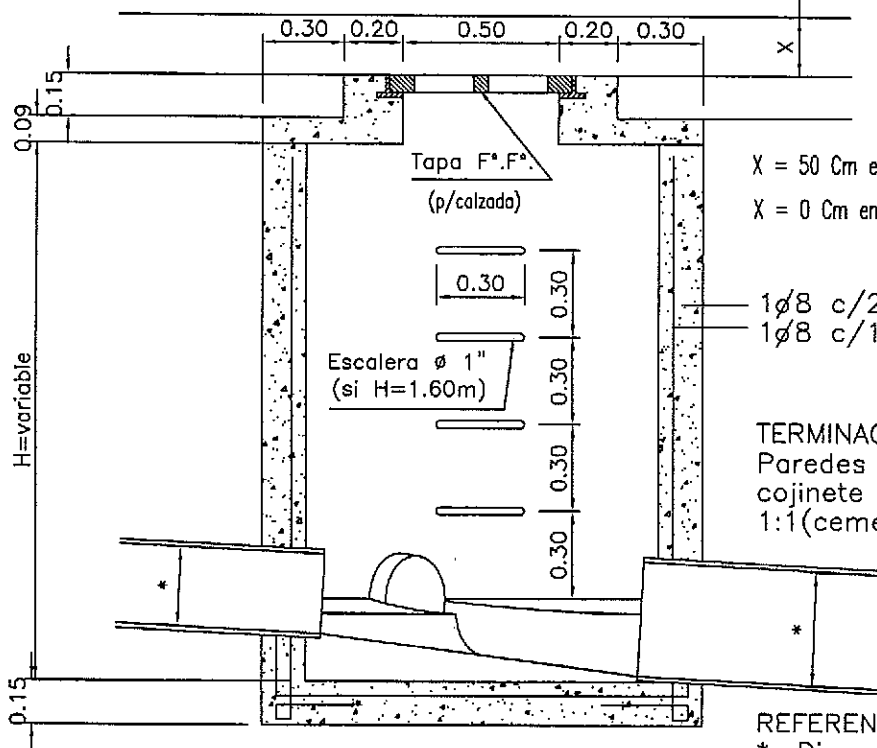 0.30 0.20 0.50 0.20 0.30
X
0.15
0.09
Tapa Fº.Fº
(p/calzada)
X = 50 Cm e
X = 0 Cm en
0.30
0.30
1ø8 c/2
1ø8 c/1
Escalera ø 1"
(si H=1.60m)
0.30
H=variable
TERMINAC
Paredes
cojinete
1:1(ceme
0.30
0.30
*
*
0.15
REFEREN
*